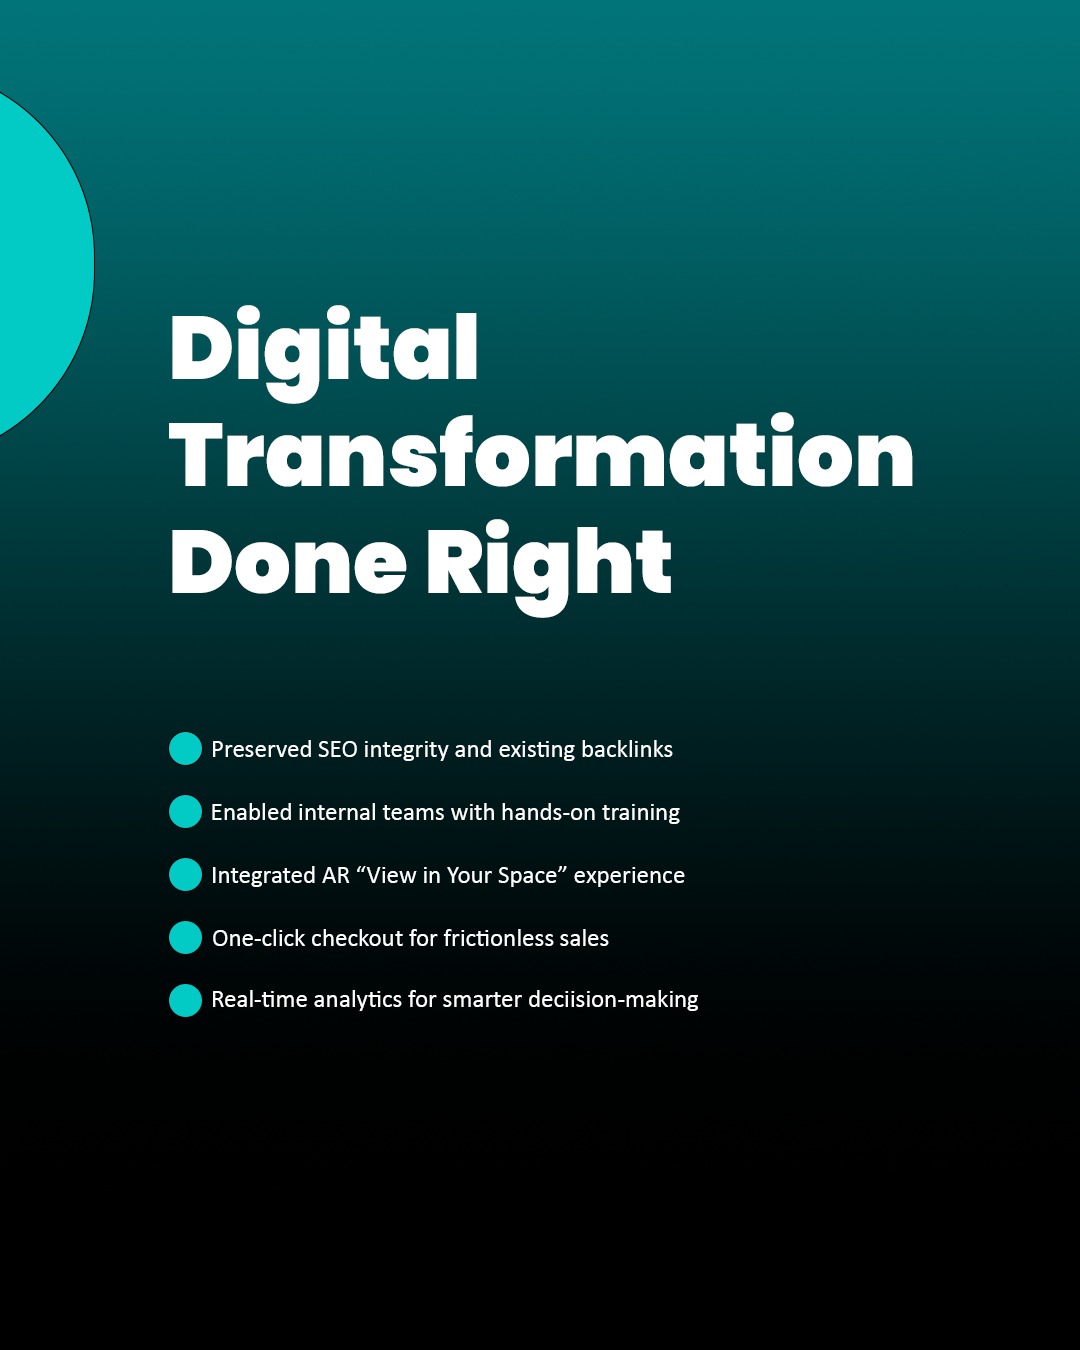 Digital
Transformation
Done Right
Preserved SEO integrity and existing backlinks
Enabled internal teams with hands-on training
Integrated AR “View in Your Space” experience
One-click checkout for frictionless sales
Real-time analytics for smarter deciision-making